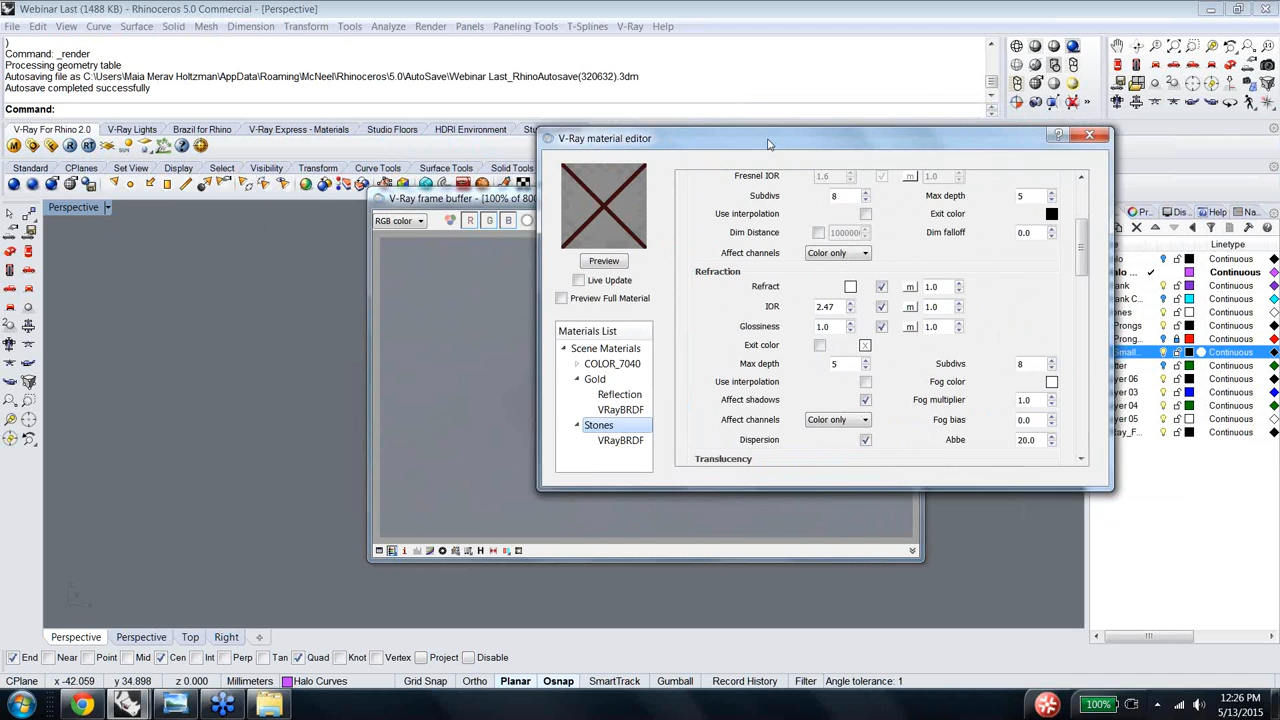 Webinar Last (1488 KB) - Rhinoceros 5.0 Commercial - [Perspective]
File Edit View Curve Surface Solid Mesh Dimension Transform Tools Analyze Render Panels Paneling Tools T-Splines V-Ray Help
)
Command: _render
Processing geometry table
Autosaving file as C:\Users\Maia Merav Holtzman\AppData\Roaming\McNeel\Rhinoceros\5.0\AutoSave\Webinar Last_RhinoAutosave(320632).3dm
Autosave completed successfully
Command:
V-Ray For Rhino 2.0 V-Ray Lights Brazil for Rhino V-Ray Express - Materials Studio Floors HDRI Environment
Standard CPlanes Set View Display Select Visibility Transform Curve Tools Surface Tools Solid Tools
Perspective
V-Ray frame buffer - [100% of 800
RGB color R G B
V-Ray material editor
Preview
Live Update
Preview Full Material
Materials List
Scene Materials
COLOR_7040
Gold
Reflection
VRayBRDF
Stones
VRayBRDF
Fresnel IOR 1.6 m 1.0
Subdivs 8 Max depth 5
Use interpolation Exit color
Dim Distance 1000000 Dim falloff 0.0
Affect channels Color only
Refraction
Refract m 1.0
IOR 2.47 m 1.0
Glossiness 1.0 m 1.0
Exit color X
Max depth 5 Subdivs 8
Use interpolation Fog color
Affect shadows Fog multiplier 1.0
Affect channels Color only Fog bias 0.0
Dispersion Abbe 20.0
Translucency
Pr... Dis... Help Na...
Linetype
Continuous
Continuous
Continuous
Continuous
Continuous
Prongs Continuous
Prong... Continuous
Small... Continuous
Continuous
yer 06 Continuous
Continuous
yer 04 Continuous
Continuous
Continuous
Perspective Perspective Top Right
End Near Point Mid Cen Int Perp Tan Quad Knot Vertex Project Disable
CPlane x -42.059 y 34.898 z 0.000 Millimeters Halo Curves Grid Snap Ortho Planar Osnap SmartTrack Gumball Record History Filter Angle tolerance: 1
100% 12:26 PM
5/13/2015